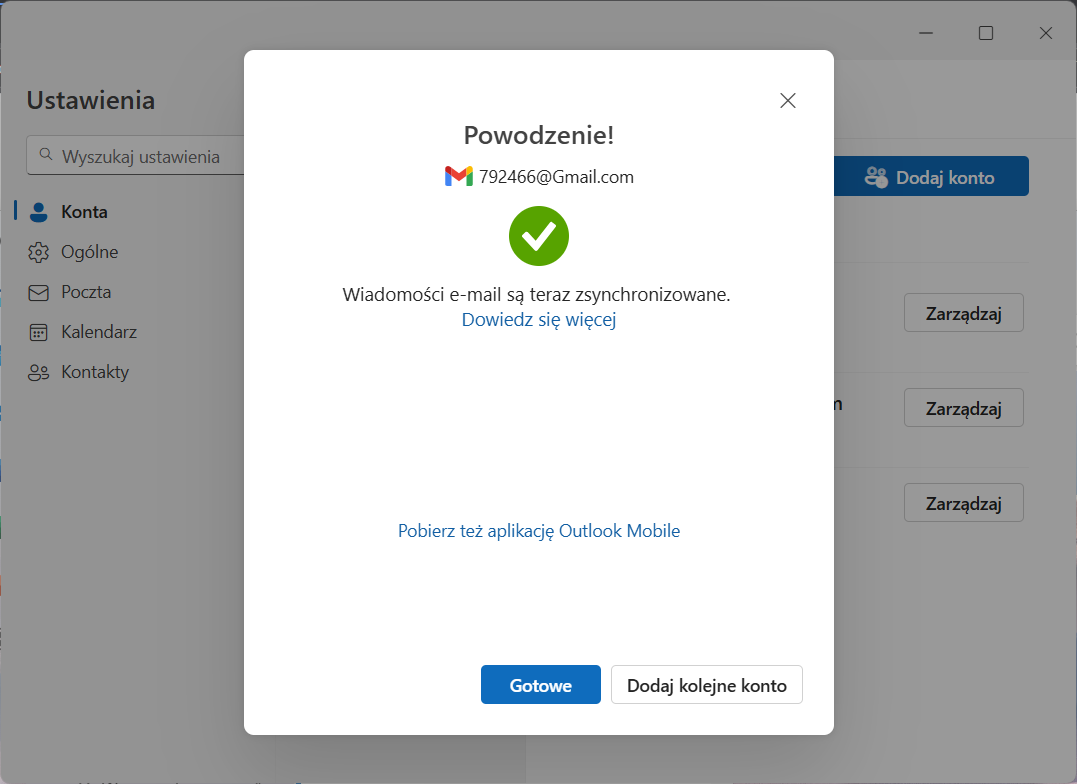 Ustawienia
Wyszukaj ustawienia
Konta
Ogólne
Poczta
Kalendarz
Kontakty
Dodaj konto
Zarządzaj
Zarządzaj
Zarządzaj
Powodzenie!
792466@Gmail.com
Wiadomości e-mail są teraz zsynchronizowane.
Dowiedz się więcej
Pobierz też aplikację Outlook Mobile
Gotowe
Dodaj kolejne konto